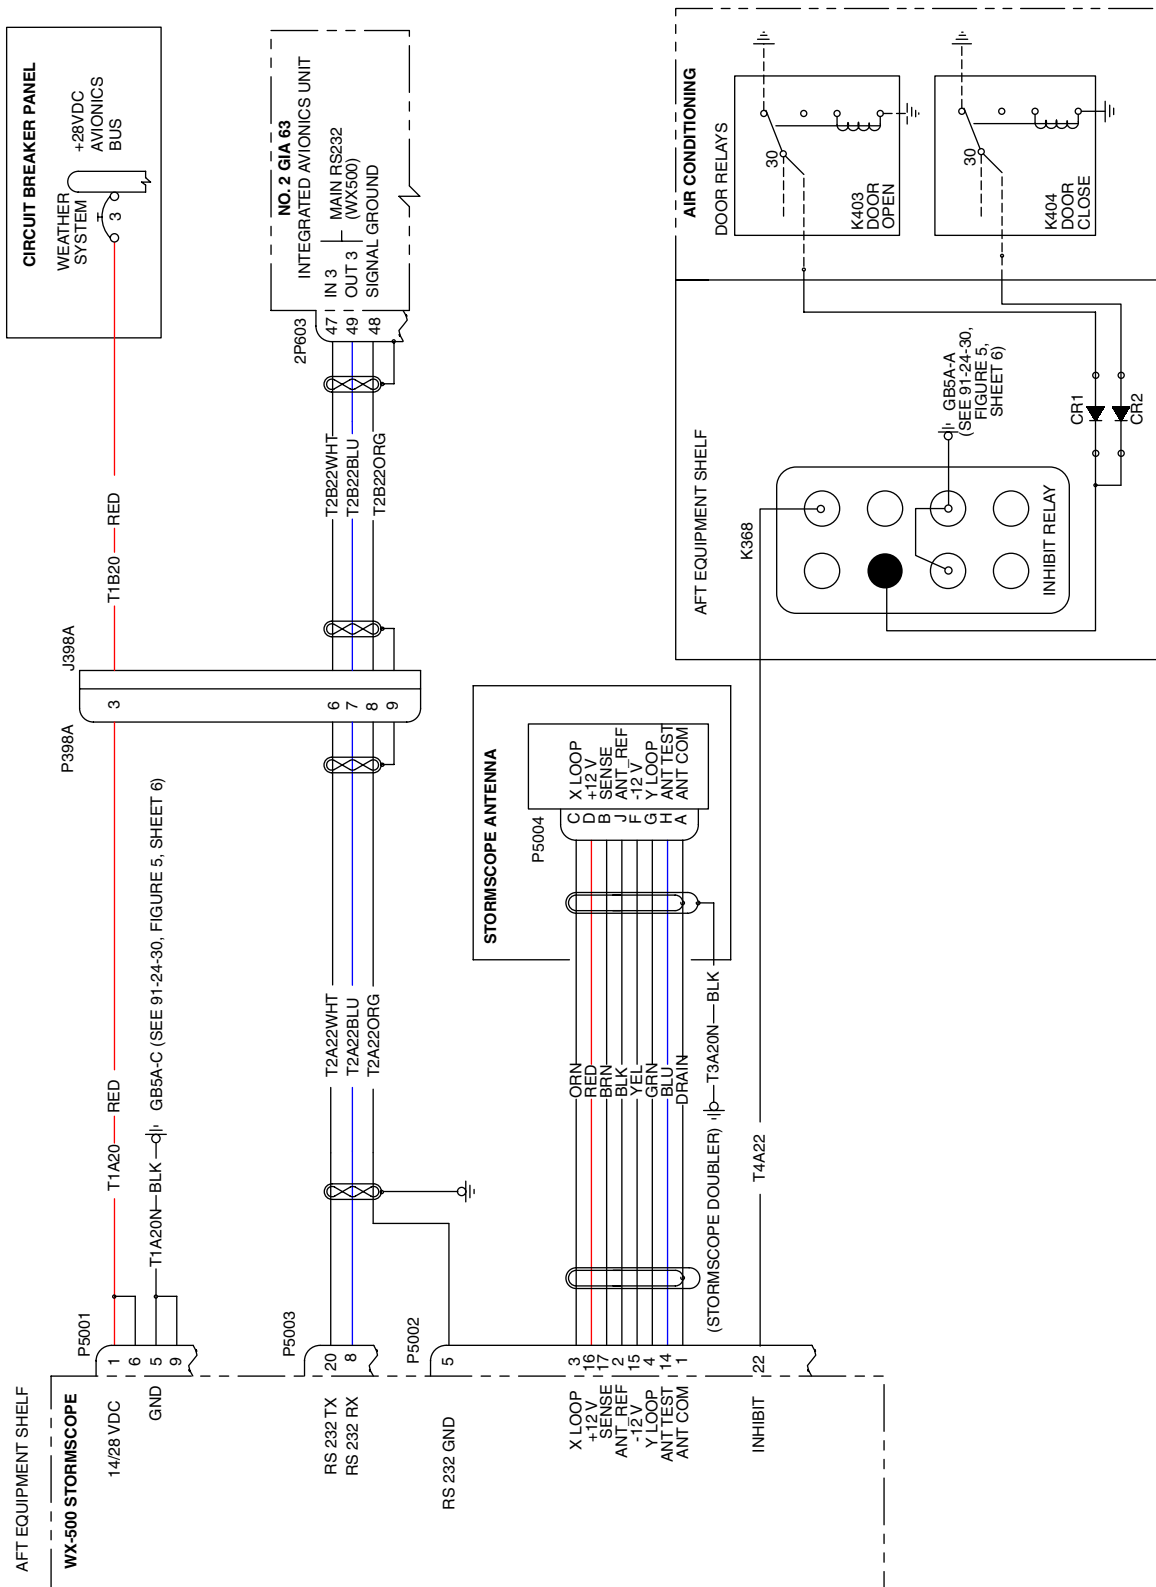 AFT EQUIPMENT SHELF
WX-500 STORMSCOPE
14/28 VDC
GND
P5001
1
6
5
9
T1A20
RED
T1A20N
BLK
GB5A-C (SEE 91-24-30, FIGURE 5, SHEET 6)
P398A
J398A
3
6
7
8
9
T1B20
RED
CIRCUIT BREAKER PANEL
WEATHER
SYSTEM
3
+28VDC
AVIONICS
BUS
RS 232 TX
RS 232 RX
P5003
20
8
T2A22WHT
T2A22BLU
T2A22ORG
T2B22WHT
T2B22BLU
T2B22ORG
2P603
47
49
48
NO. 2 GIA 63
INTEGRATED AVIONICS UNIT
IN 3
OUT 3
MAIN RS232
(WX500)
SIGNAL GROUND
RS 232 GND
P5002
5
X LOOP
+12 V
SENSE
ANT_REF
-12 V
Y LOOP
ANT TEST
ANT COM
3
16
17
2
15
4
14
1
ORN
RED
BRN
BLK
YEL
GRN
BLU
DRAIN
STORMSCOPE ANTENNA
P5004
C
D
B
J
F
G
H
A
X LOOP
+12 V
SENSE
ANT_REF
-12 V
Y LOOP
ANT TEST
ANT COM
(STORMSCOPE DOUBLER)
T3A20N
BLK
INHIBIT
22
T4A22
AFT EQUIPMENT SHELF
K368
INHIBIT RELAY
GB5A-A
(SEE 91-24-30,
FIGURE 5,
SHEET 6)
CR1
CR2
AIR CONDITIONING
DOOR RELAYS
30
K403
DOOR
OPEN
30
K404
DOOR
CLOSE